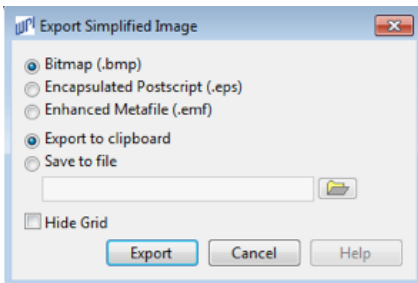 Export Simplified Image
Bitmap (.bmp)
Encapsulated Postscript (.eps)
Enhanced Metafile (.emf)
Export to clipboard
Save to file
Hide Grid
Export Cancel Help